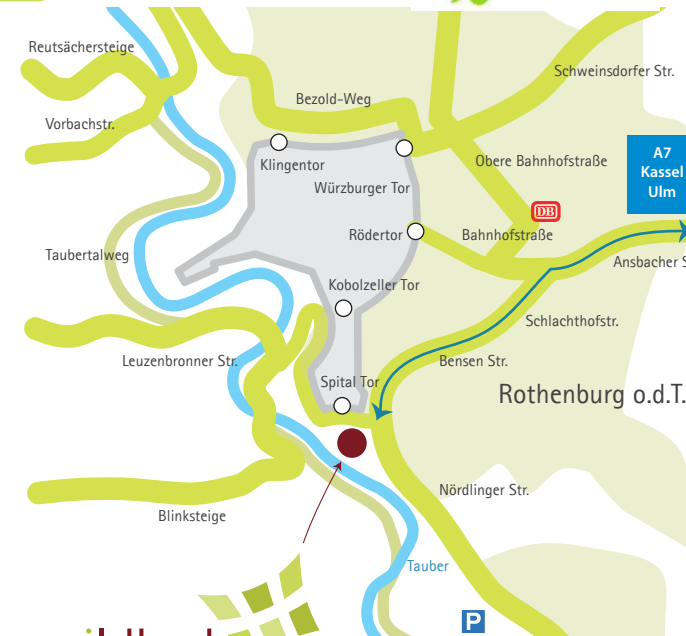 Reutsächersteige
Schweinsdorfer Str.
Bezold-Weg
Vorbachstr.
A7
Kassel
Ulm
Klingentor
Obere Bahnhofstraße
Würzburger Tor
DB
Rödertor
Bahnhofstraße
Taubertalweg
Ansbacher S
Kobolzeller Tor
Schlachthofstr.
Leuzenbronner Str.
Bensen Str.
Spital Tor
Rothenburg o.d.T.
Nördlinger Str.
Blinksteige
Tauber
P